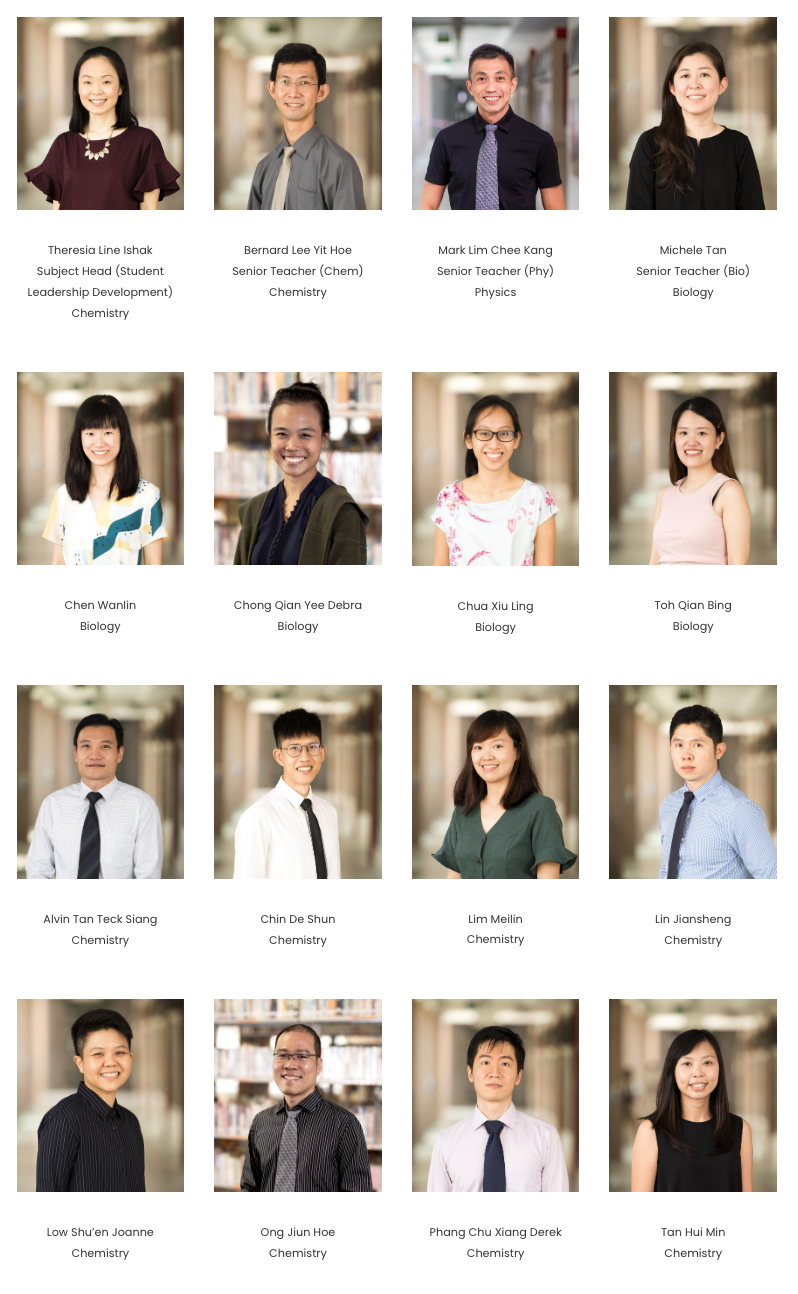 Theresia Line Ishak
Subject Head (Student
Leadership Development)
Chemistry
Bernard Lee Yit Hoe
Senior Teacher (Chem)
Chemistry
Mark Lim Chee Kang
Senior Teacher (Phy)
Physics
Michele Tan
Senior Teacher (Bio)
Biology
Chen Wanlin
Biology
Chong Qian Yee Debra
Biology
Chua Xiu Ling
Biology
Toh Qian Bing
Biology
Alvin Tan Teck Siang
Chemistry
Chin De Shun
Chemistry
Lim Meilin
Chemistry
Lin Jiansheng
Chemistry
Low Shu’en Joanne
Chemistry
Ong Jiun Hoe
Chemistry
Phang Chu Xiang Derek
Chemistry
Tan Hui Min
Chemistry